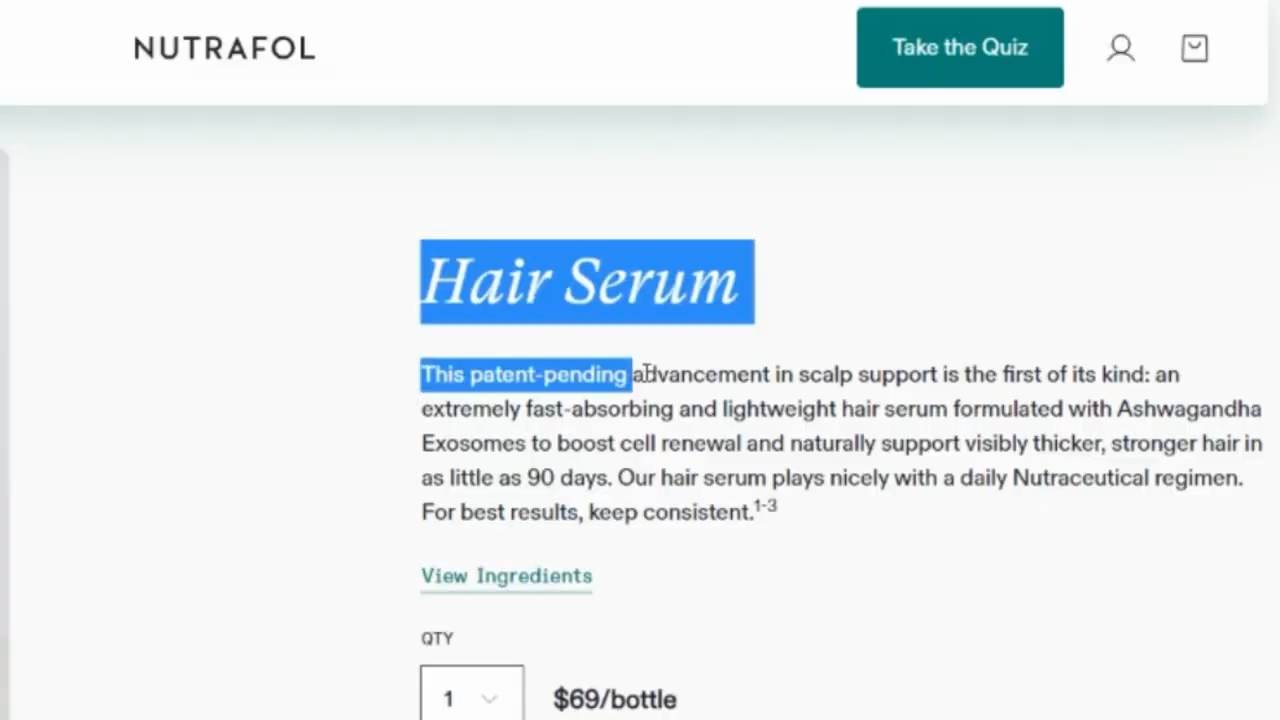 NUTRAFOL
Take the Quiz
Hair Serum
This patent-pending advancement in scalp support is the first of its kind: an
extremely fast-absorbing and lightweight hair serum formulated with Ashwagandha
Exosomes to boost cell renewal and naturally support visibly thicker, stronger hair in
as little as 90 days. Our hair serum plays nicely with a daily Nutraceutical regimen.
For best results, keep consistent.1-3
View Ingredients
QTY
1
$69/bottle